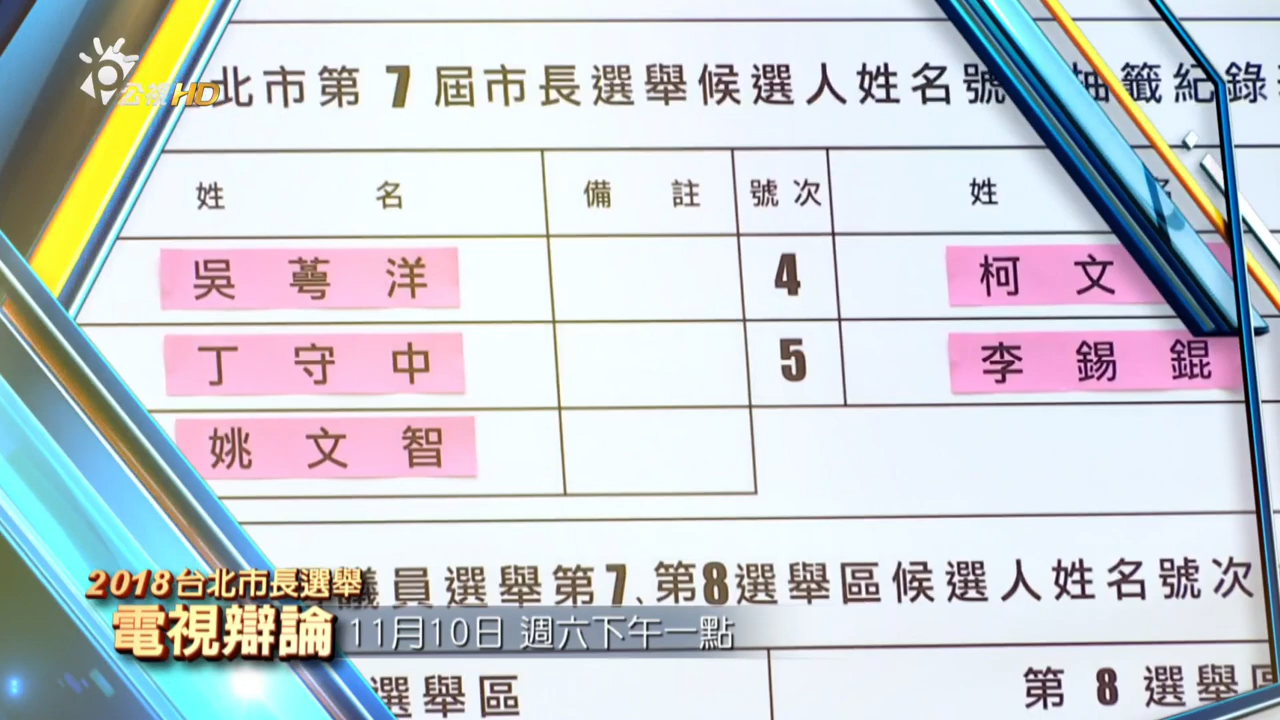 公視HD
北市第7屆市長選舉候選人姓名號抽籤紀錄
姓名 備註 號次 姓名
吳蕚洋 4 柯文
丁守中 5 李錫錕
姚文智
議員選舉第7、第8選舉區候選人姓名號次
2018台北市長選舉
電視辯論 11月10日 週六下午一點
選舉區 第8選舉區